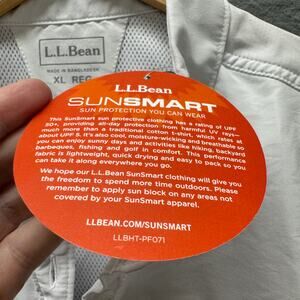 L.L.Bean
MADE IN BANGLADESH
XL REG
L.L.Bean
SUNSMART
SUN PROTECTION YOU CAN WEAR
This SunSmart sun protective clothing has a rating of UPF
50+, providing all-day protection from harmful UV rays–
much more than a traditional cotton t-shirt, which rates at
about UPF 5. It's also cool, moisture-wicking and breathable so
you can enjoy sunny days and activities like hiking, backyard
barbeques, fishing and golf in comfort. This performance
fabric is lightweight, quick drying and easy to pack so you
can take it along everywhere you go.
We hope our L.L.Bean SunSmart clothing will give you
the freedom to spend more time outdoors. Please
remember to apply sun block on any areas not
covered by your SunSmart apparel.
LLBEAN.COM/SUNSMART
LLBHT-PF071